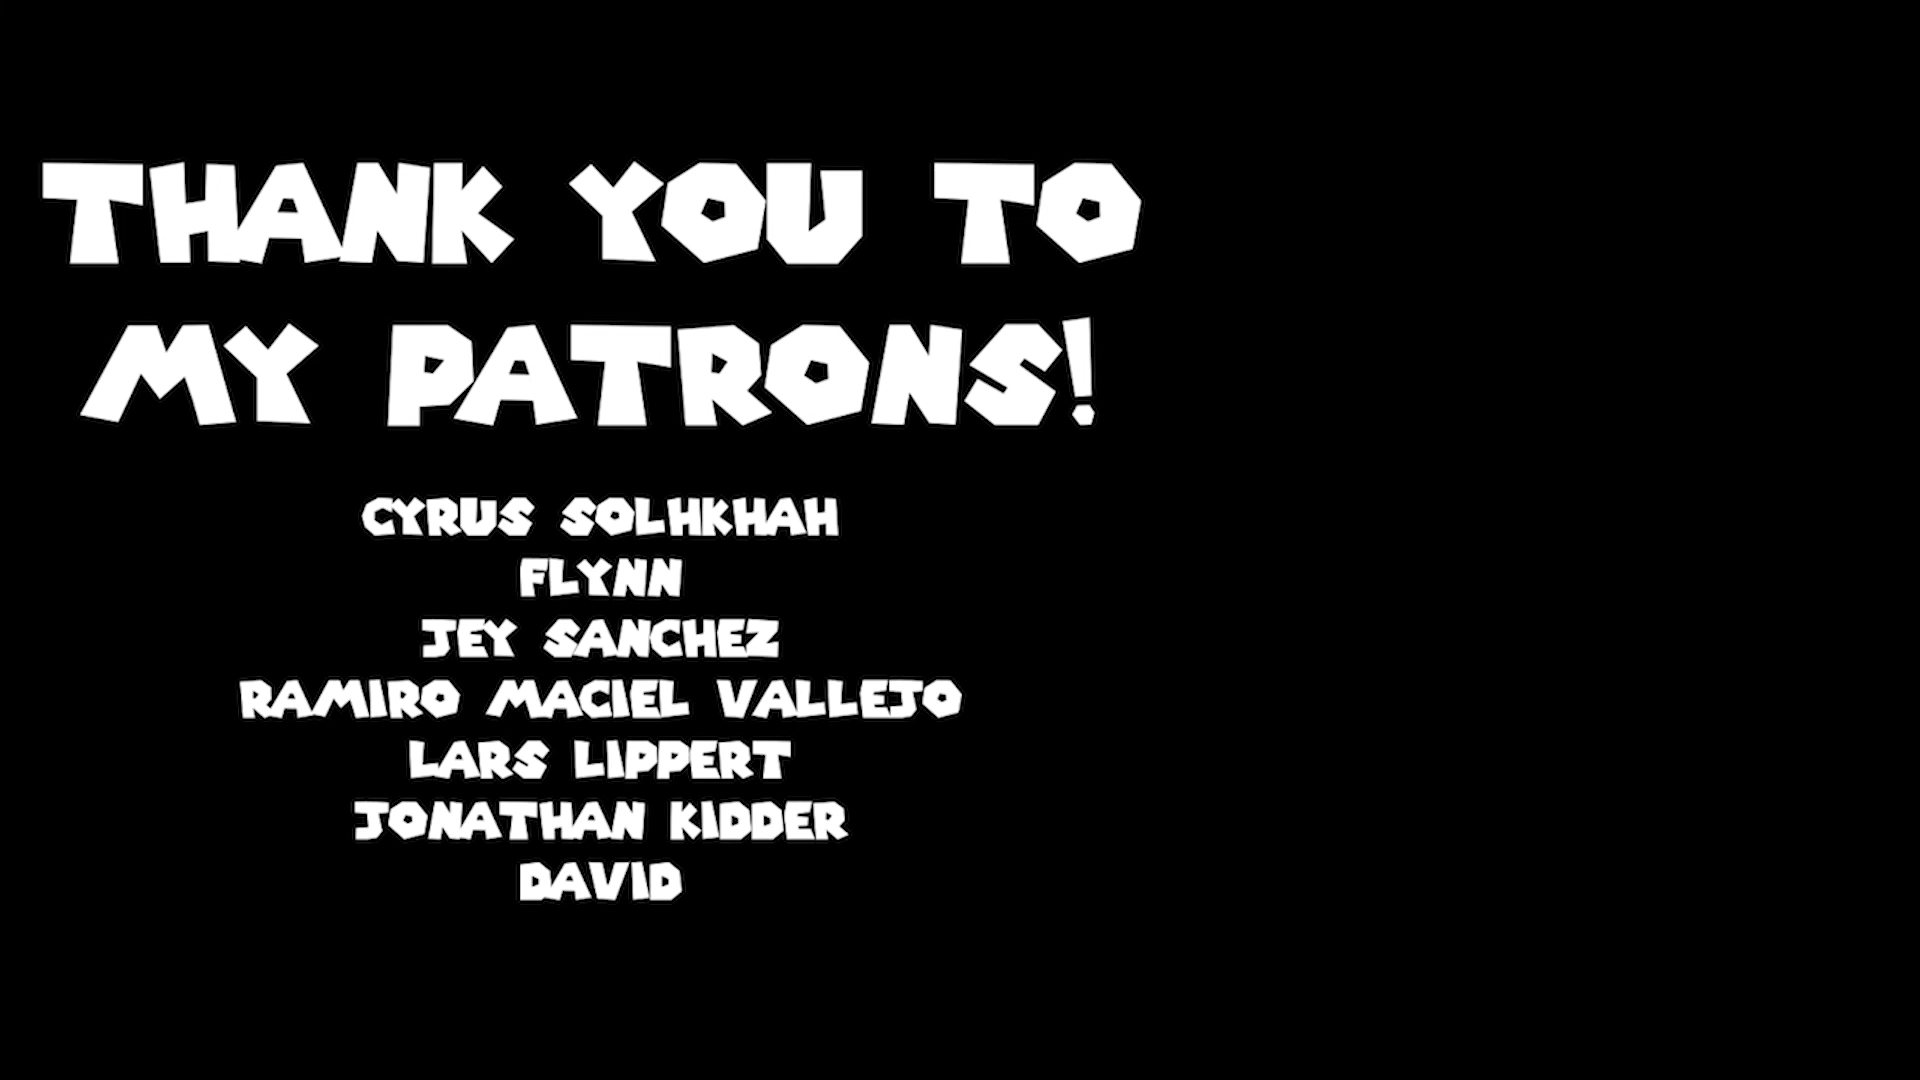 THANK YOU TO
MY PATRONS!
CYRUS SOLHKHAH
FLYNN
JEY SANCHEZ
RAMIRO MACIEL VALLEJO
LARS LIPPERT
JONATHAN KIDDER
DAVID